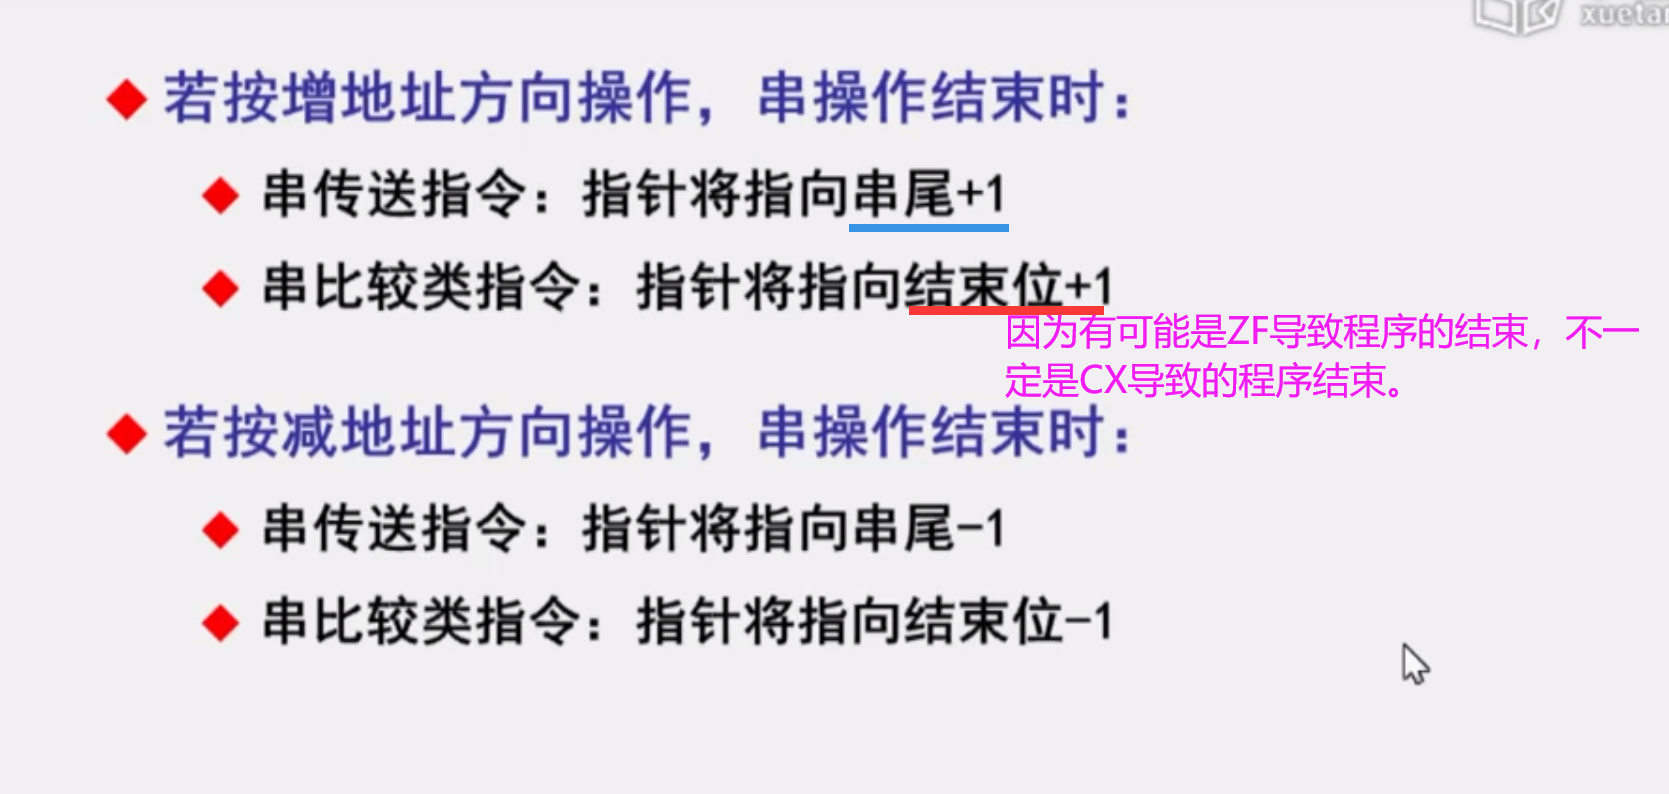 若按增地址方向操作，串操作结束时：
串传送指令：指针将指向串尾+1
串比较类指令：指针将指向结束位+1
因为有可能是ZF导致程序的结束，不一
定是CX导致的程序结束。
若按减地址方向操作，串操作结束时：
串传送指令：指针将指向串尾-1
串比较类指令：指针将指向结束位-1